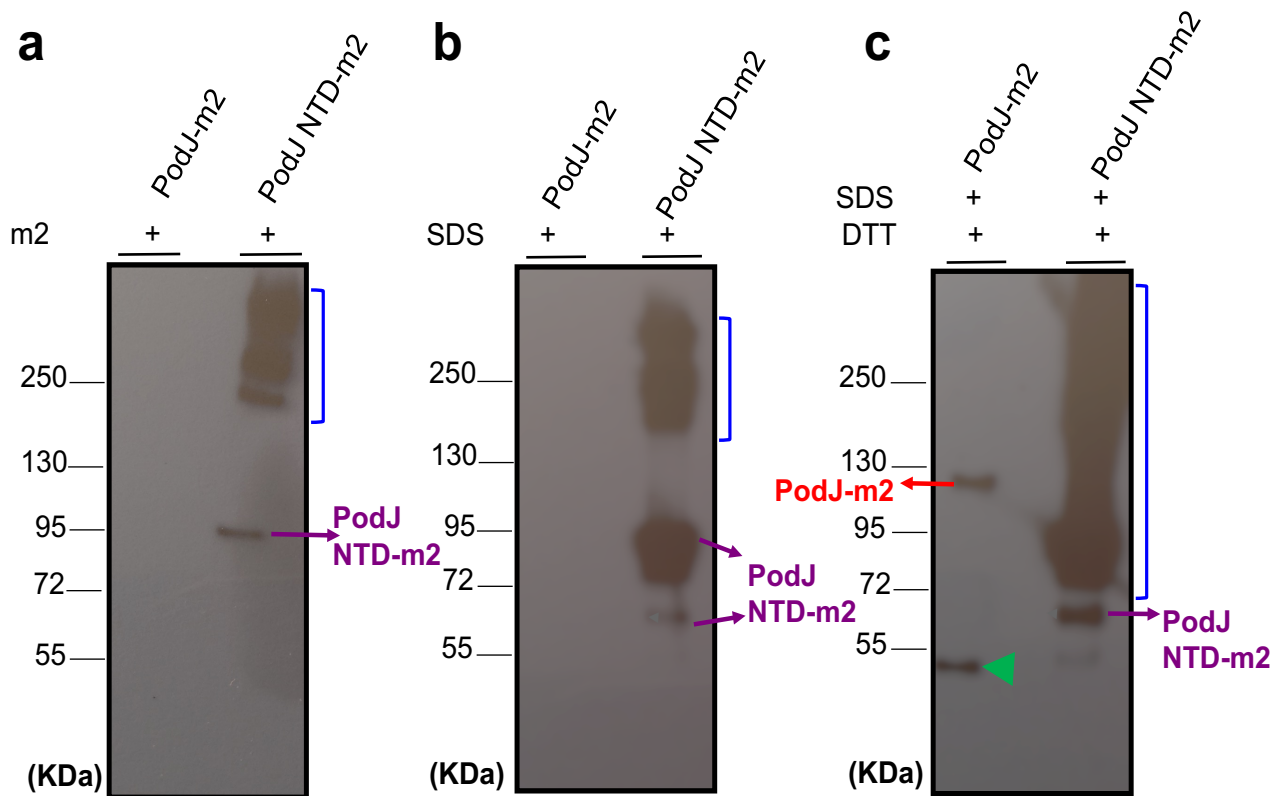 a
PodJ-m2
PodJ NTD-m2
m2
+
+
250
130
95
72
55
(KDa)
PodJ
NTD-m2
b
PodJ-m2
PodJ NTD-m2
SDS
+
+
250
130
95
72
55
(KDa)
PodJ
NTD-m2
c
PodJ-m2
PodJ NTD-m2
SDS
+
+
DTT
+
+
250
130
PodJ-m2
95
72
55
(KDa)
PodJ
NTD-m2